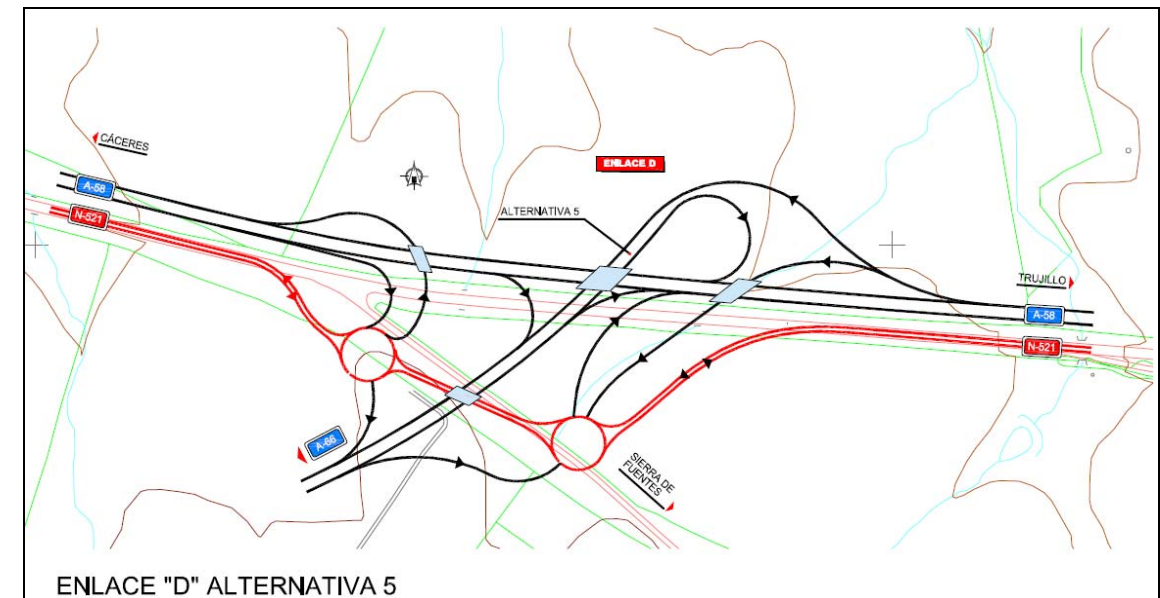 CÁCERES
A-58
N-521
ENLACE D
ALTERNATIVA 5
TRUJILLO
A-58
N-521
A-66
SIERRA DE
FUENTES
ENLACE "D" ALTERNATIVA 5